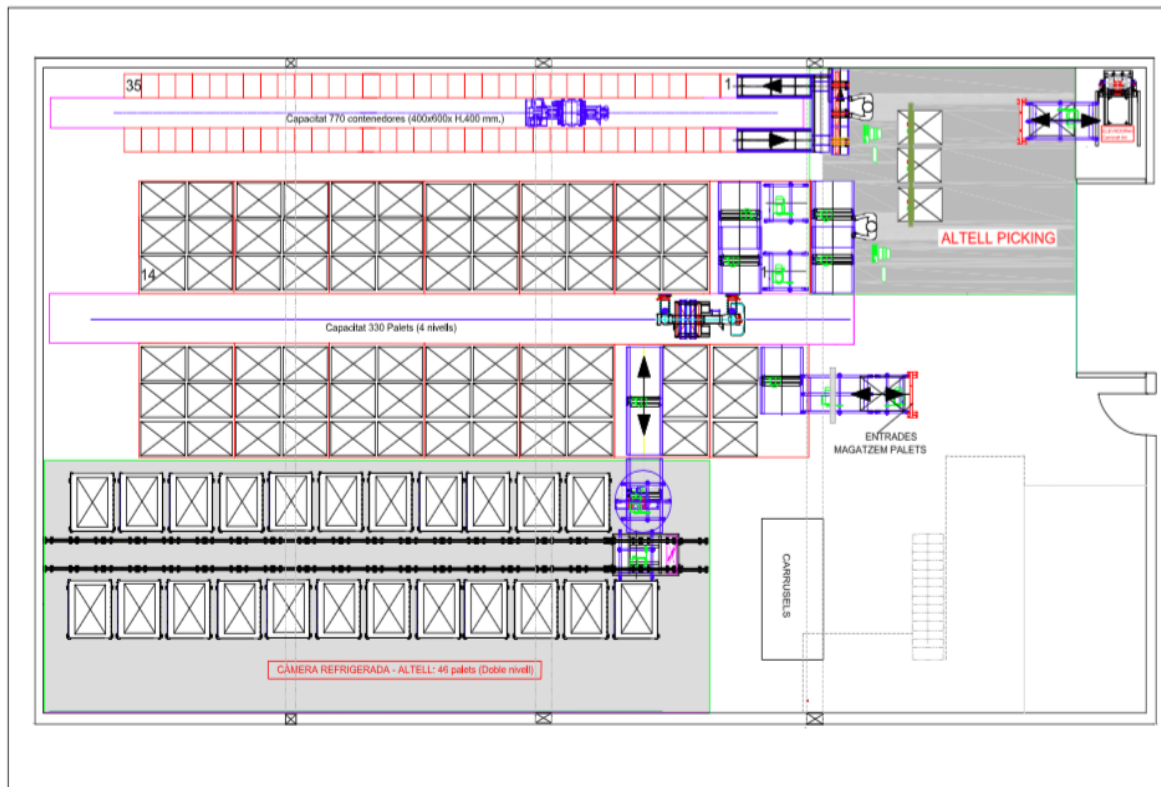 35
1
Capacitat 770 contenedores (400x600x H.400 mm.)
ALTELL PICKING
14
1
Capacitat 330 Palets (4 nivells)
ENTRADES
MAGATZEM PALETS
CARRUSELS
CÀMERA REFRIGERADA - ALTELL: 46 palets (Doble nivell)